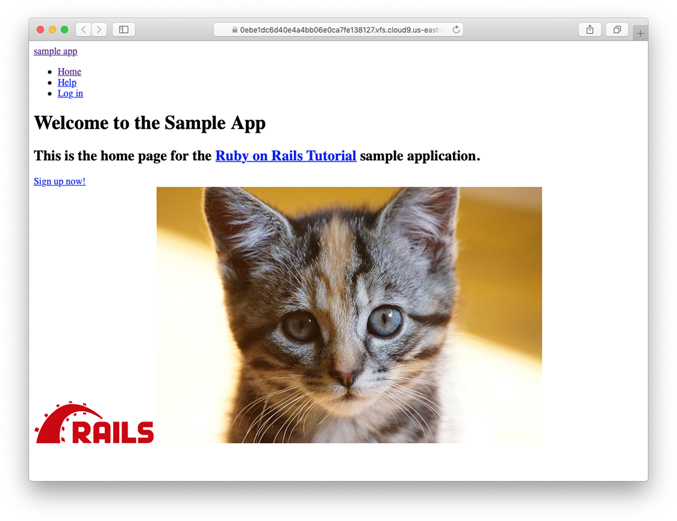 0ebe1dc6d40e4a4bb06e0ca7fe138127.vfs.cloud9.us-east-
sample app
Home
Help
Log in
Welcome to the Sample App
This is the home page for the Ruby on Rails Tutorial sample application.
Sign up now!
RAILS